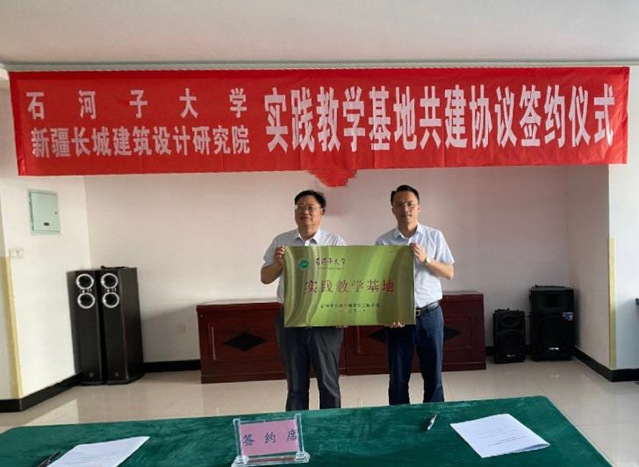 石河子大学
新疆长城建筑设计研究院
实践教学基地共建协议签约仪式
石河子大学
实践教学基地
签约席